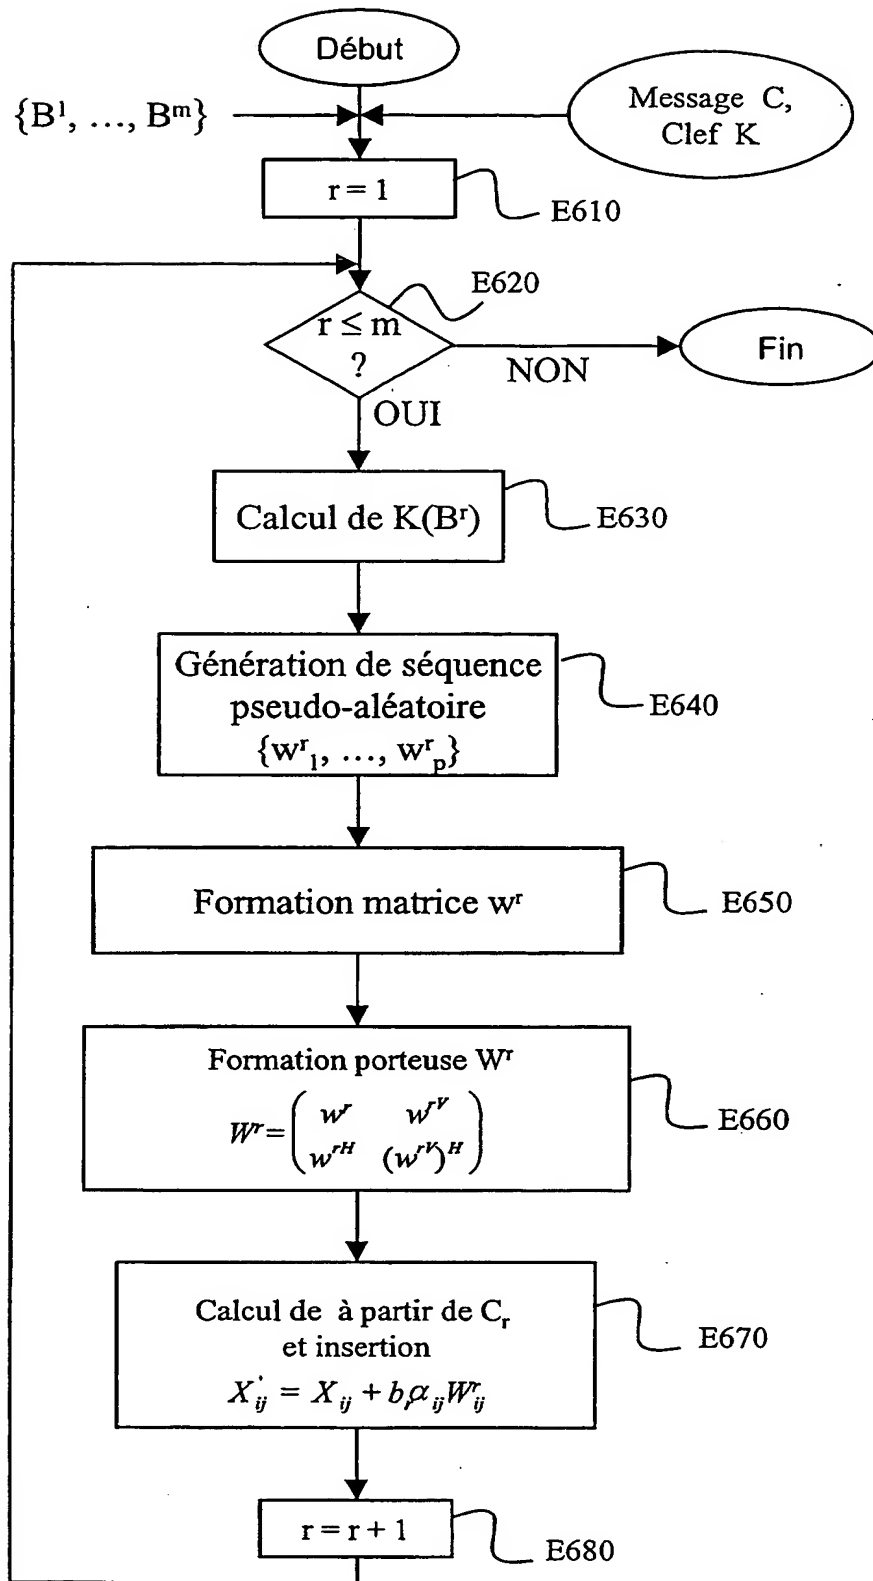 Début
{B¹, ..., Bᵐ}
Message C,
Clef K
r = 1
E610
E620
r ≤ m
?
NON
Fin
OUI
Calcul de K(Bʳ)
E630
Génération de séquence
pseudo-aléatoire
{wʳ₁, ..., wʳₚ}
E640
Formation matrice wʳ
E650
Formation porteuse Wʳ
Wʳ = ( wʳ wʳⱽ
wʳᴴ (wʳⱽ)ᴴ )
E660
Calcul de à partir de Cᵣ
et insertion
X'ᵢⱼ = Xᵢⱼ + bᵣαᵢⱼWʳᵢⱼ
E670
r = r + 1
E680